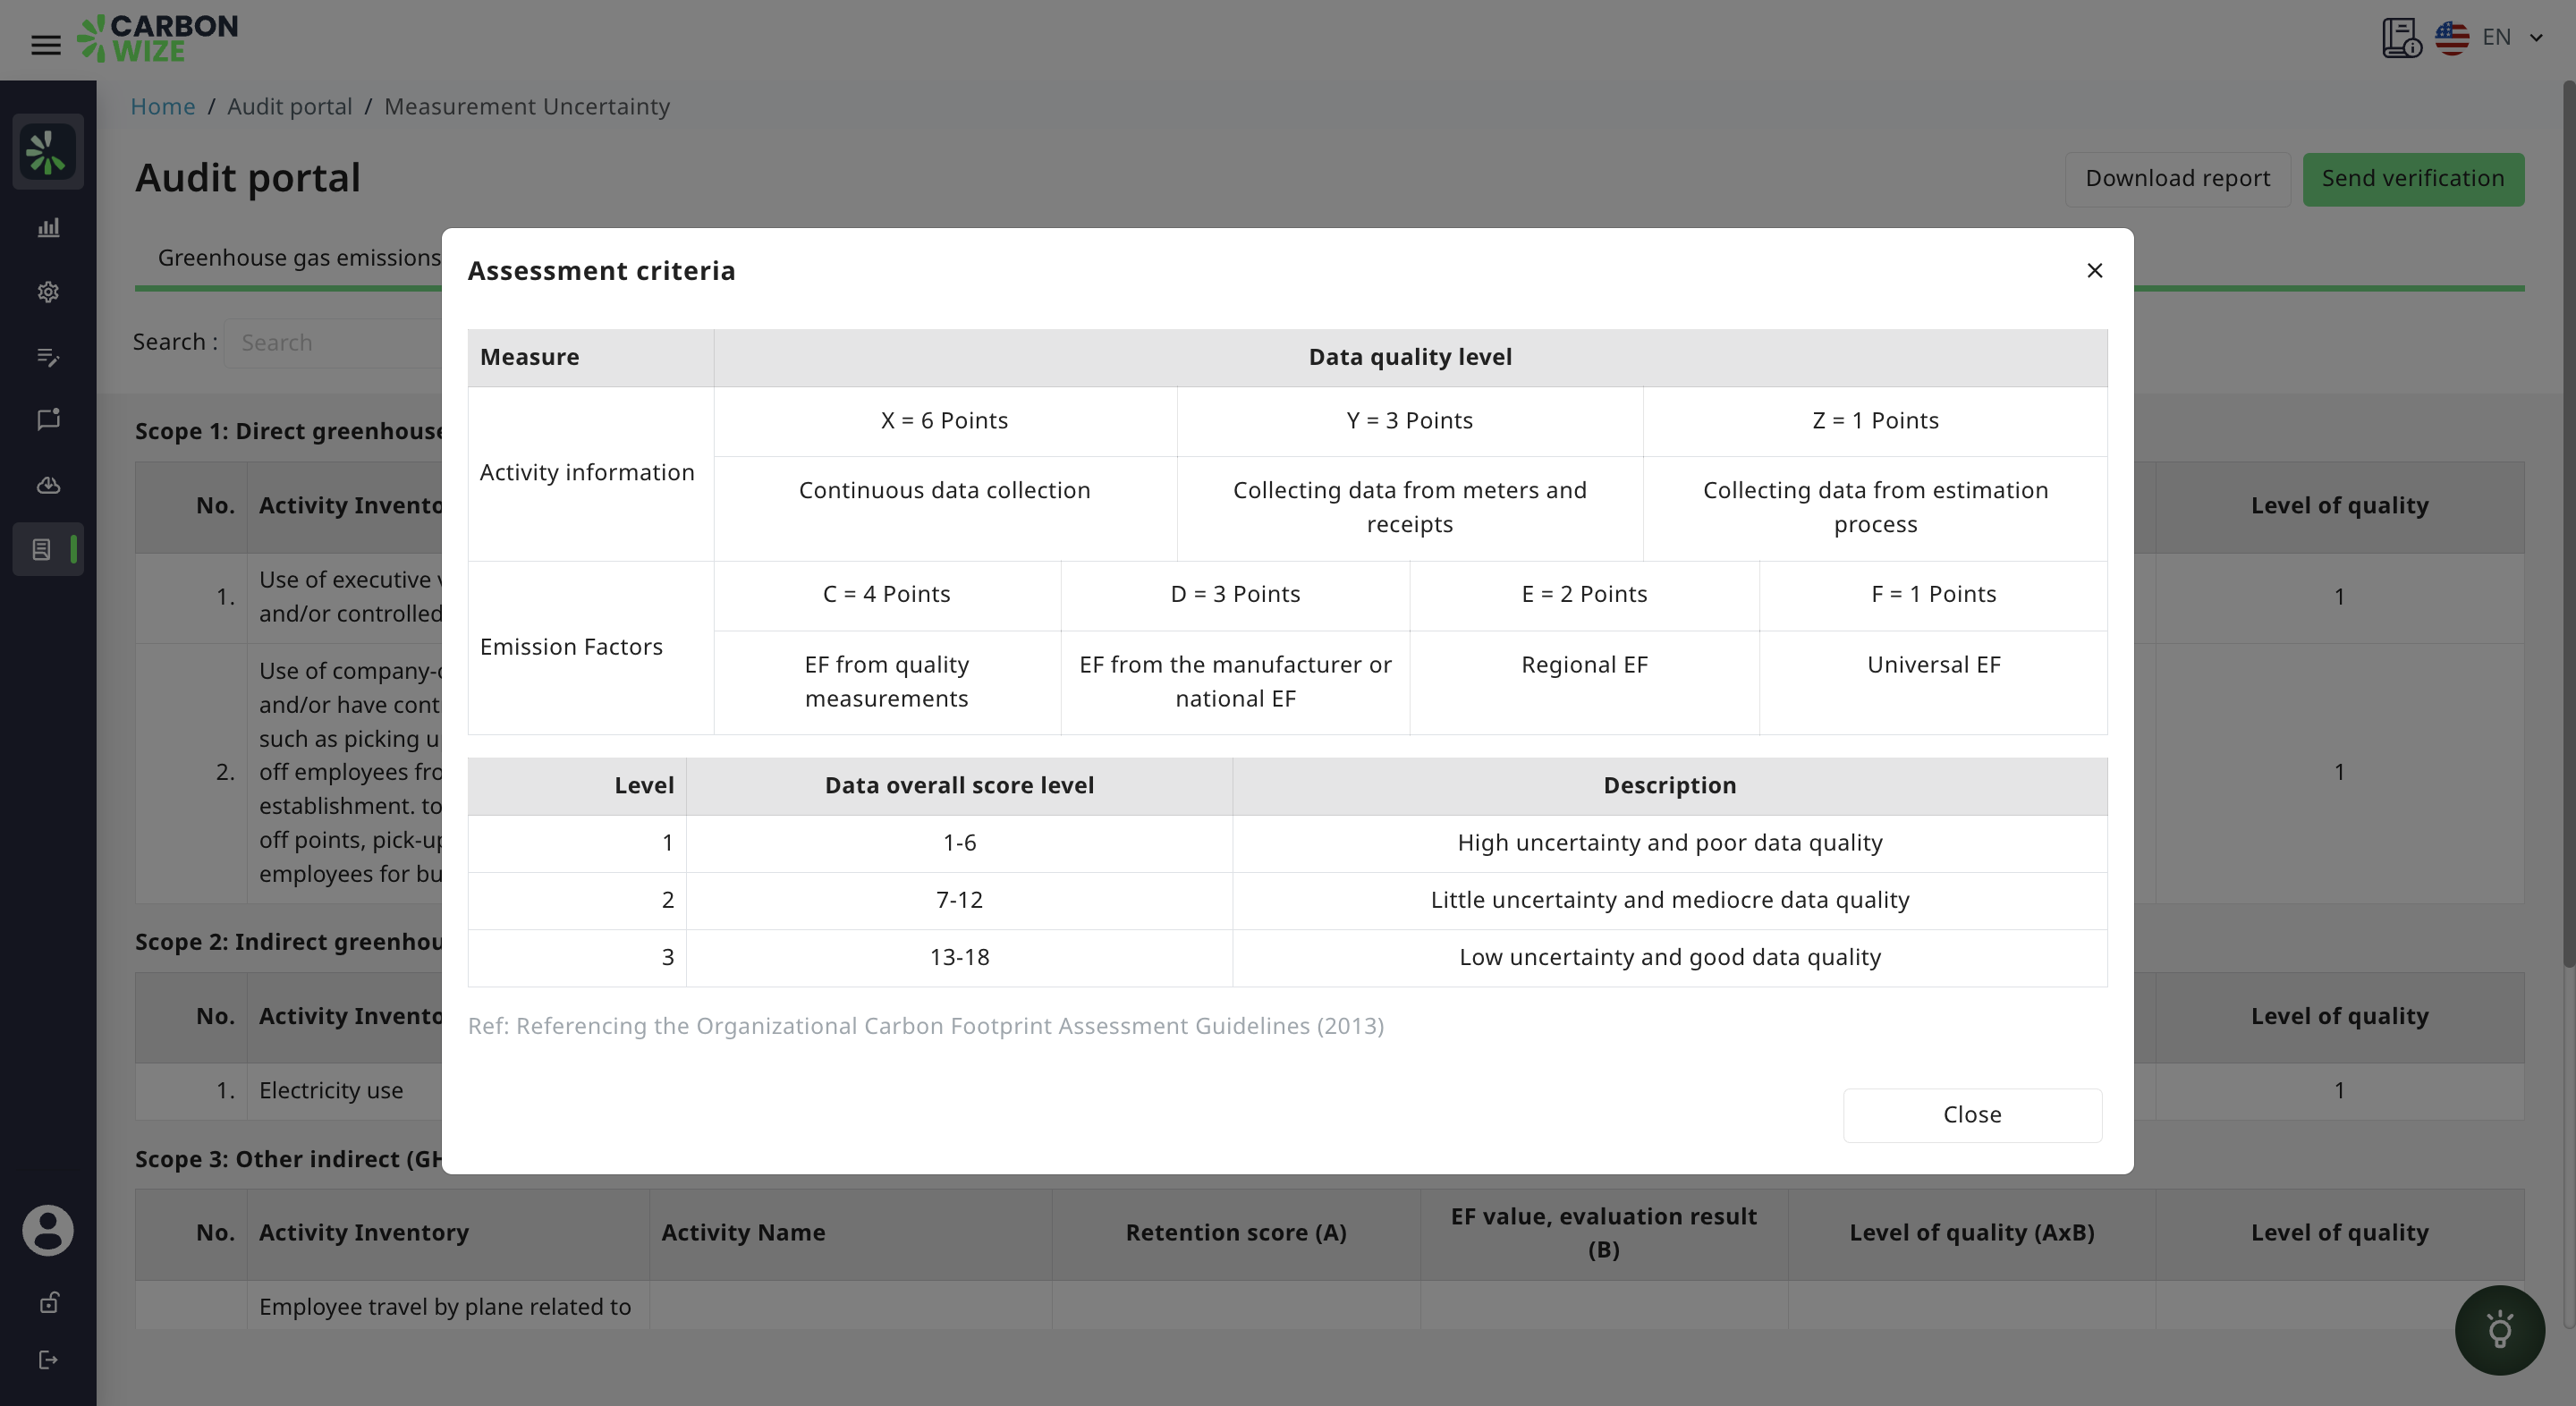 CARBON
WIZE
EN
Home / Audit portal / Measurement Uncertainty
Audit portal
Download report
Send verification
Greenhouse gas emissions
Search :
Search
Assessment criteria
Measure
Data quality level
Activity information
X = 6 Points
Y = 3 Points
Z = 1 Points
Continuous data collection
Collecting data from meters and
receipts
Collecting data from estimation
process
Emission Factors
C = 4 Points
D = 3 Points
E = 2 Points
F = 1 Points
EF from quality
measurements
EF from the manufacturer or
national EF
Regional EF
Universal EF
Level
Data overall score level
Description
1
1-6
High uncertainty and poor data quality
2
7-12
Little uncertainty and mediocre data quality
3
13-18
Low uncertainty and good data quality
Ref: Referencing the Organizational Carbon Footprint Assessment Guidelines (2013)
Close
Scope 1: Direct greenhouse
No.
Activity Invento
Level of quality
1.
Use of executive
and/or controlled
1
2.
Use of company-
and/or have cont
such as picking u
off employees fro
establishment. to
off points, pick-up
employees for bu
1
Scope 2: Indirect greenhou
No.
Activity Invento
Level of quality
1.
Electricity use
1
Scope 3: Other indirect (GH
No.
Activity Inventory
Activity Name
Retention score (A)
EF value, evaluation result
(B)
Level of quality (AxB)
Level of quality
Employee travel by plane related to